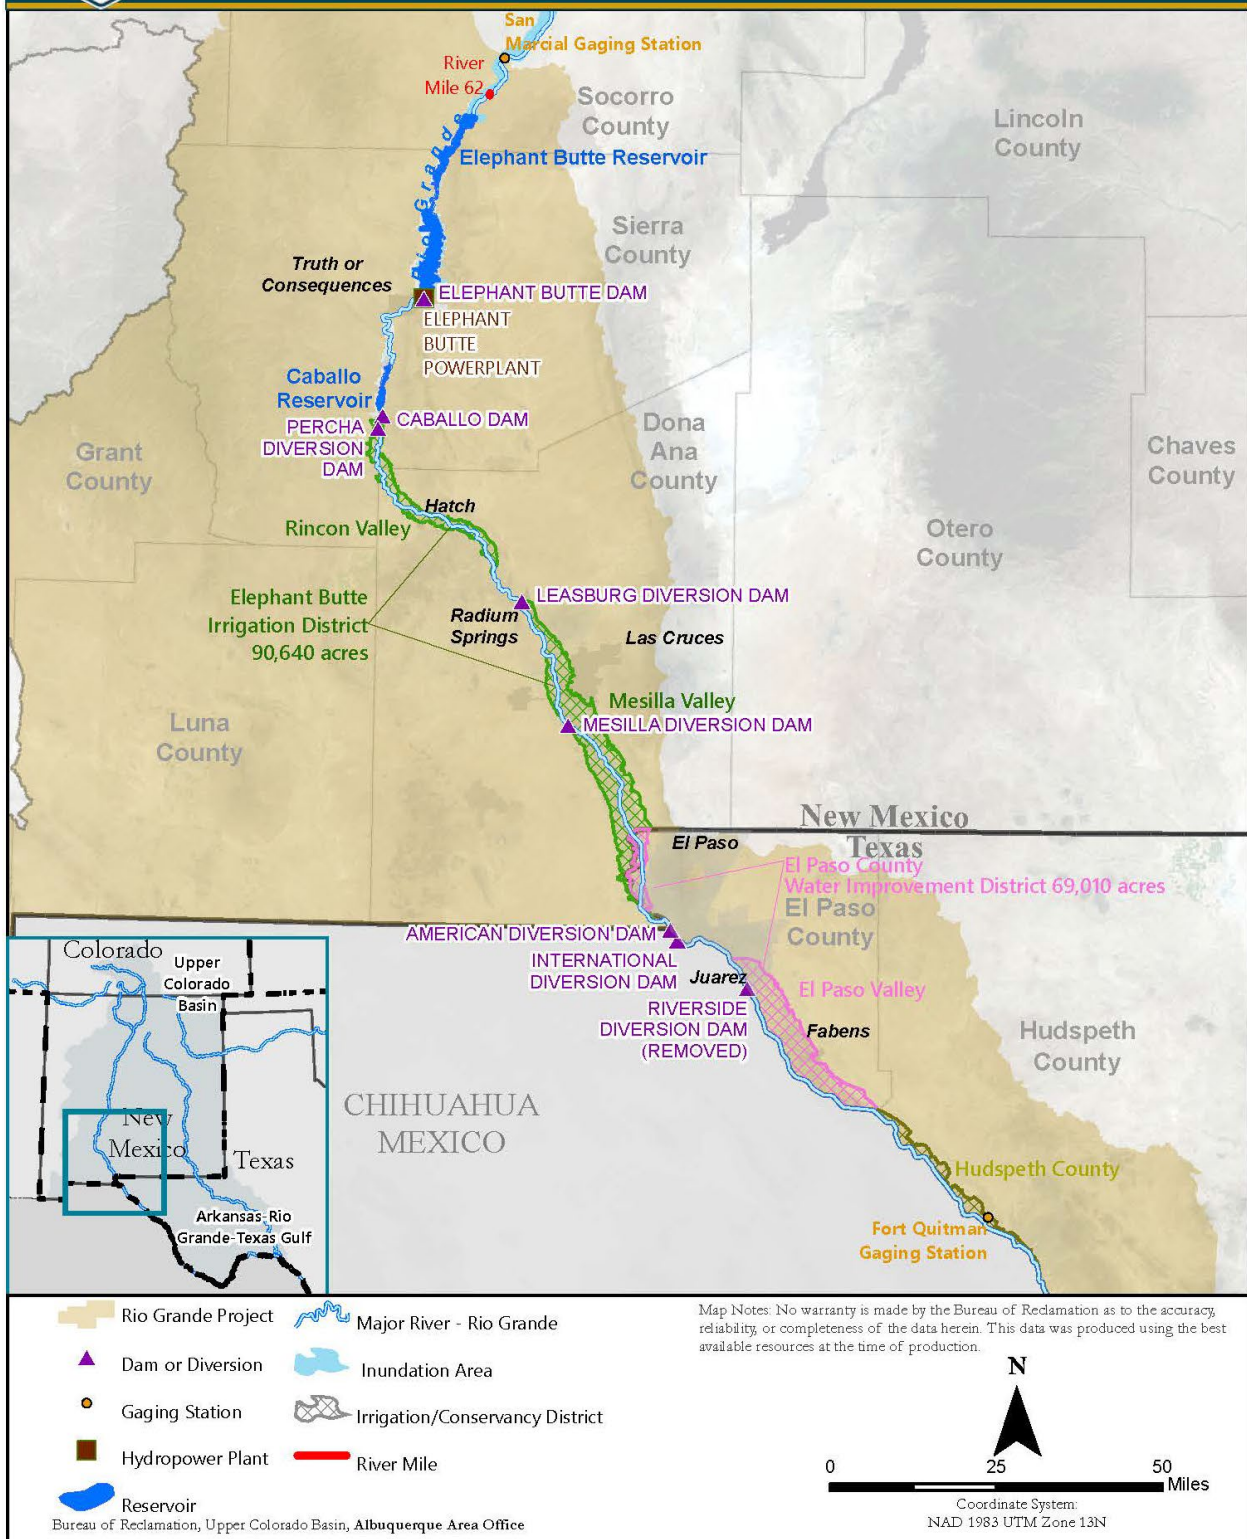 San
Marcial Gaging Station
River
Mile 62
Socorro
County
Lincoln
County
Rio Grande
Elephant Butte Reservoir
Sierra
County
Truth or
Consequences
ELEPHANT BUTTE DAM
ELEPHANT
BUTTE
POWERPLANT
Caballo
Reservoir
CABALLO DAM
PERCHA
DIVERSION
DAM
Dona
Ana
County
Grant
County
Chaves
County
Hatch
Rincon Valley
Otero
County
Elephant Butte
Irrigation District
90,640 acres
LEASBURG DIVERSION DAM
Radium
Springs
Las Cruces
Mesilla Valley
MESILLA DIVERSION DAM
Luna
County
New Mexico
Texas
El Paso
El Paso County
Water Improvement District 69,010 acres
El Paso
County
AMERICAN DIVERSION DAM
INTERNATIONAL
DIVERSION DAM
Juarez
El Paso Valley
RIVERSIDE
DIVERSION DAM
(REMOVED)
Fabens
Hudspeth
County
CHIHUAHUA
MEXICO
Hudspeth County
Fort Quitman
Gaging Station
Colorado
Upper
Colorado
Basin
New
Mexico
Texas
Arkansas-Rio
Grande-Texas Gulf
Rio Grande Project
Dam or Diversion
Gaging Station
Hydropower Plant
Reservoir
Major River - Rio Grande
Inundation Area
Irrigation/Conservancy District
River Mile
Bureau of Reclamation, Upper Colorado Basin, Albuquerque Area Office
Map Notes: No warranty is made by the Bureau of Reclamation as to the accuracy,
reliability, or completeness of the data herein. This data was produced using the best
available resources at the time of production.
N
0 25 50
Miles
Coordinate System:
NAD 1983 UTM Zone 13N